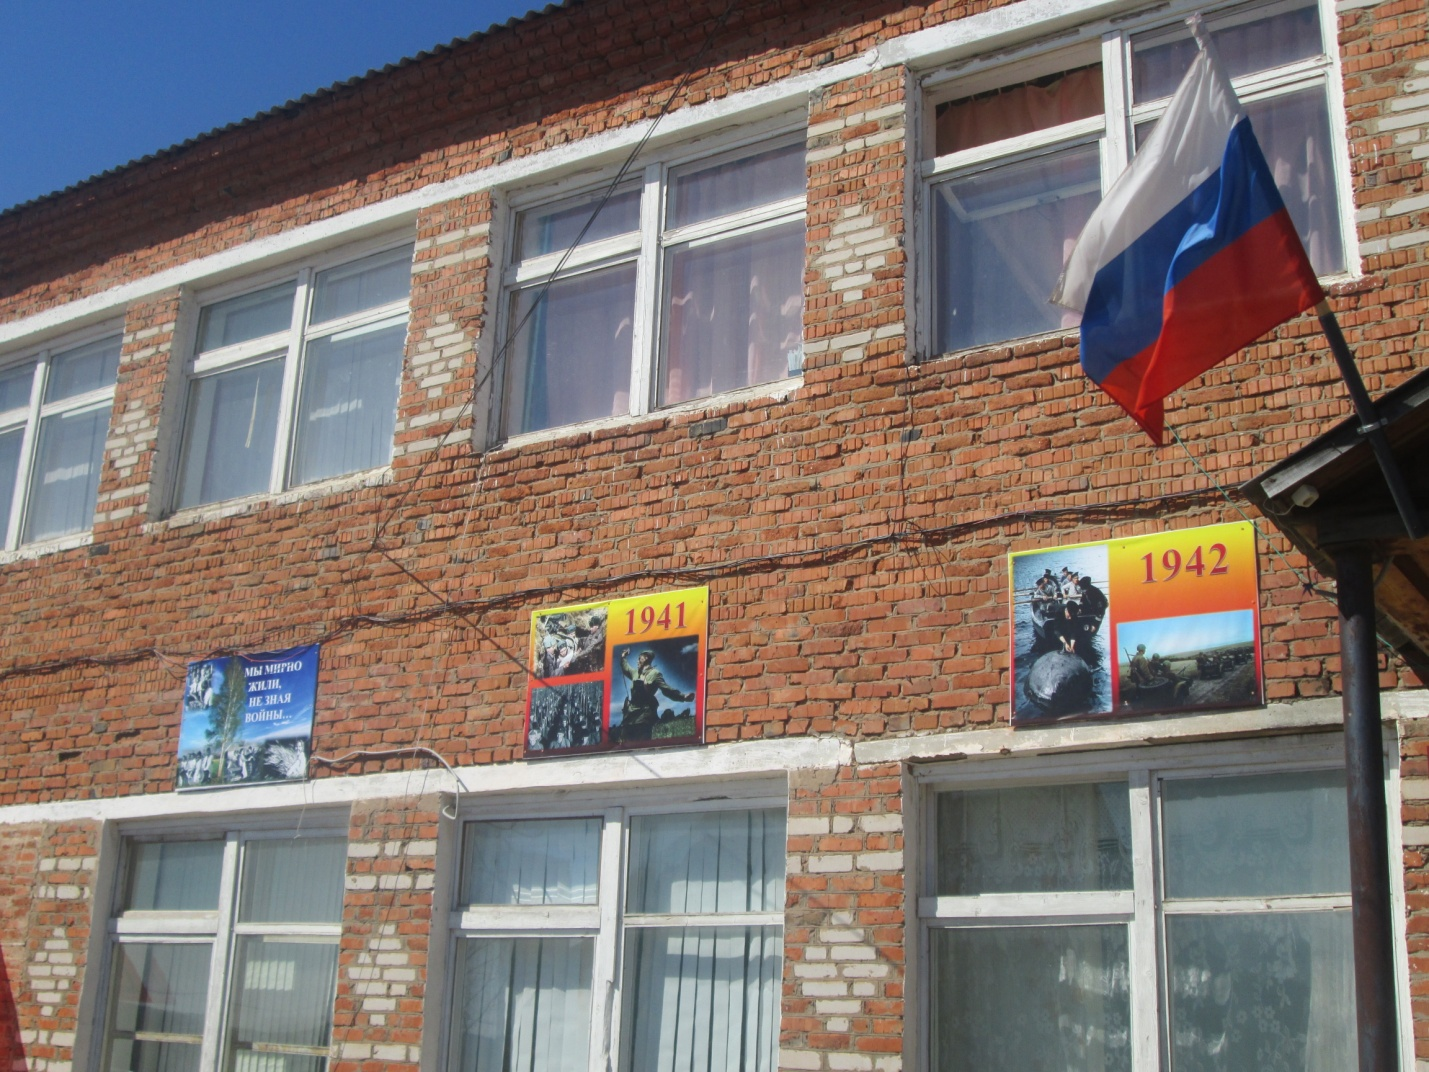 МЫ МИРНО
ЖИЛИ,
НЕ ЗНАЯ
ВОЙНЫ...
1941
1942